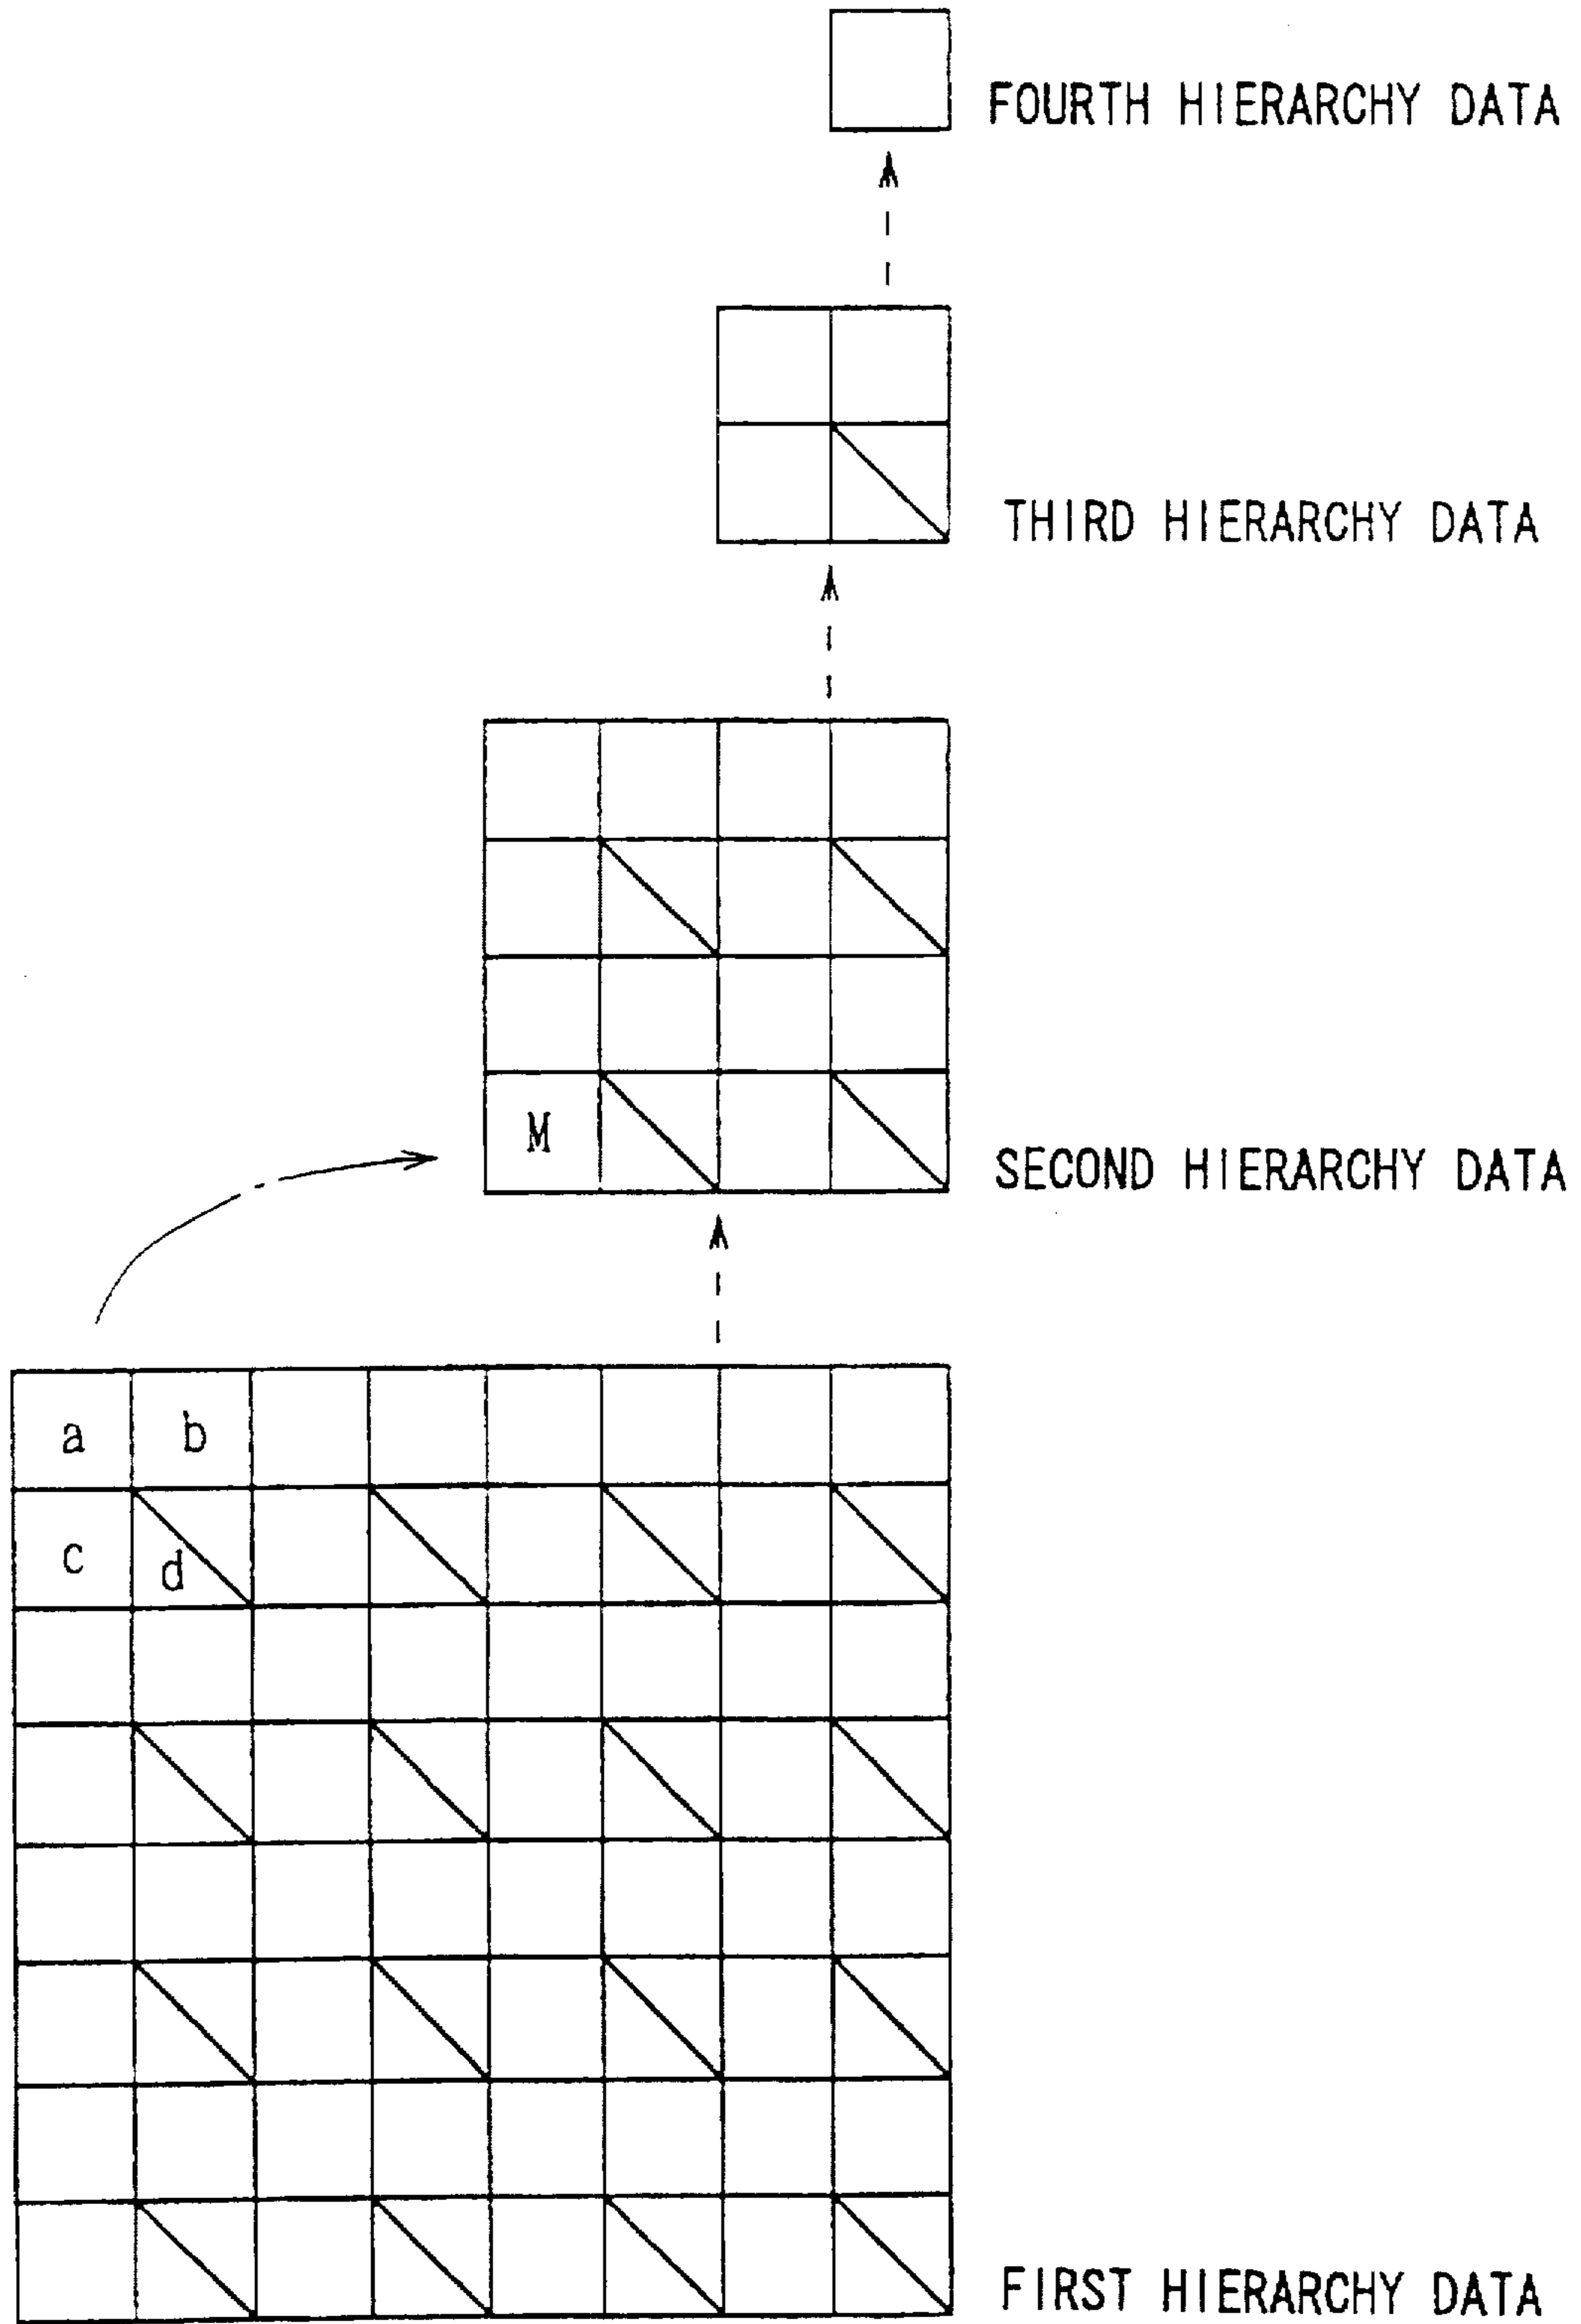 FOURTH HIERARCHY DATA
THIRD HIERARCHY DATA
M
SECOND HIERARCHY DATA
a b
c d
FIRST HIERARCHY DATA